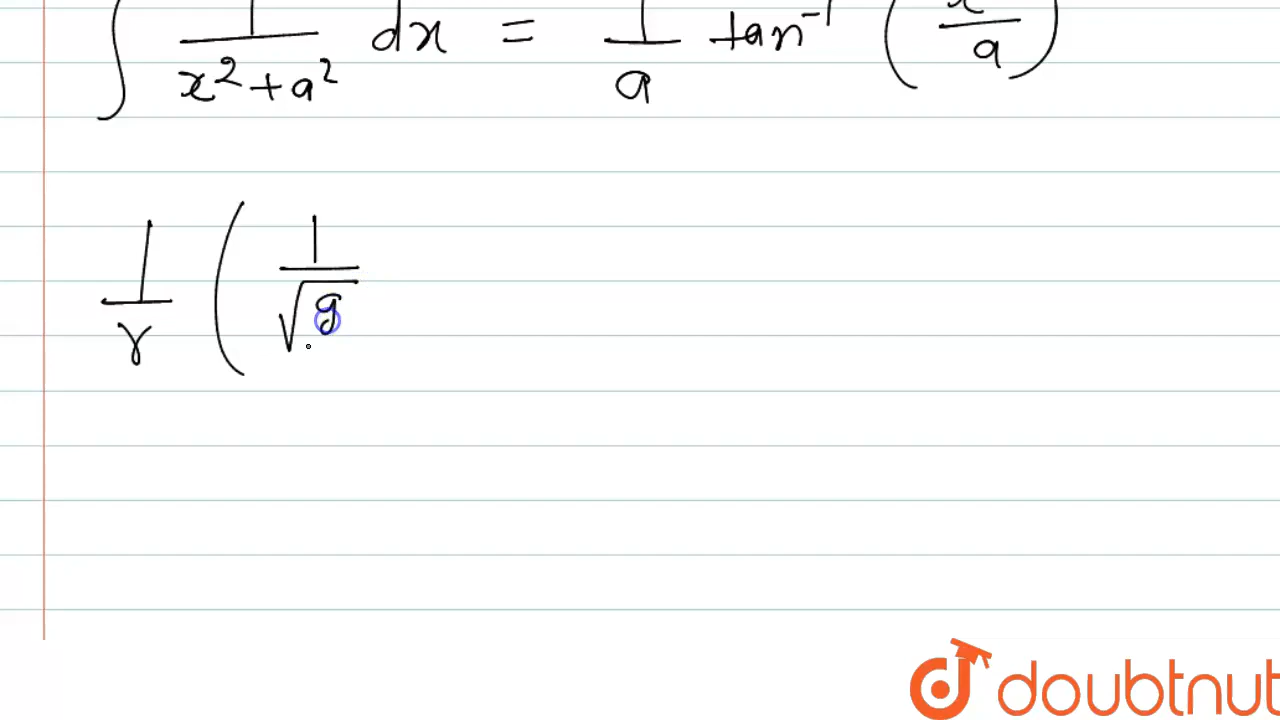 ∫ 1/(x² + a²) dx = 1/a tan⁻¹ (x/a)
1/γ ( 1/√g
doubtnut